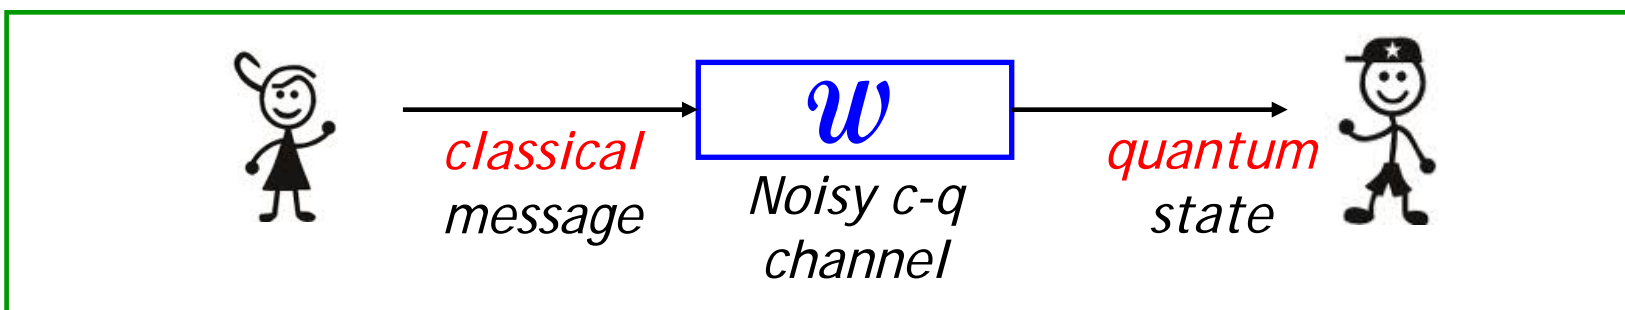 W
classical
message
Noisy c-q
channel
quantum
state